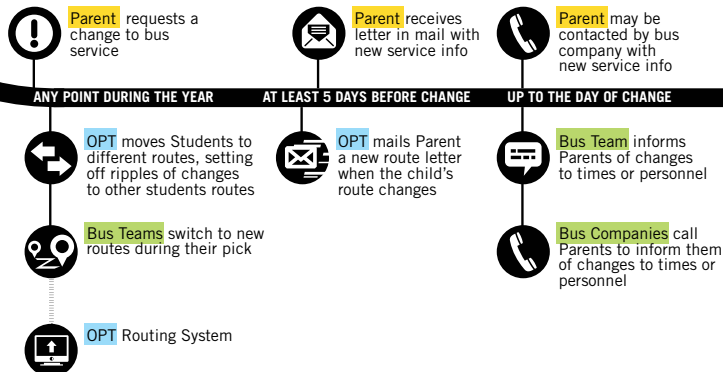 Parent requests a
change to bus
service
Parent receives
letter in mail with
new service info
Parent may be
contacted by bus
company with
new service info
ANY POINT DURING THE YEAR
AT LEAST 5 DAYS BEFORE CHANGE
UP TO THE DAY OF CHANGE
OPT moves Students to
different routes, setting
off ripples of changes
to other students routes
OPT mails Parent
a new route letter
when the child's
route changes
Bus Team informs
Parents of changes
to times or personnel
Bus Teams switch to new
routes during their pick
Bus Companies call
Parents to inform them
of changes to times or
personnel
OPT Routing System